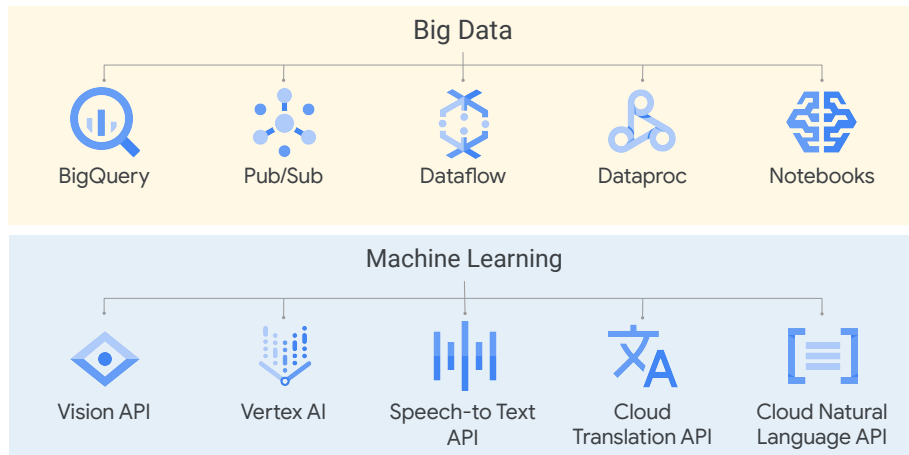 Big Data
BigQuery
Pub/Sub
Dataflow
Dataproc
Notebooks
Machine Learning
Vision API
Vertex AI
Speech-to Text
API
Cloud
Translation API
Cloud Natural
Language API